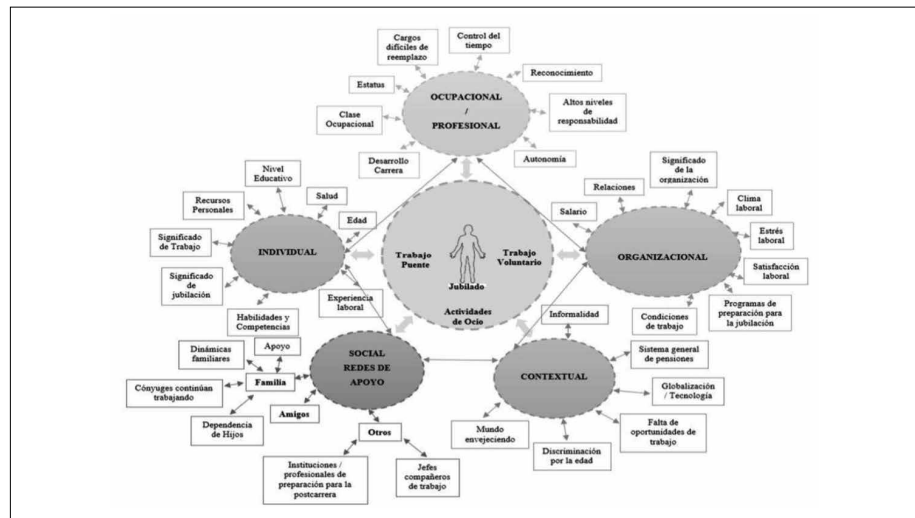 Cargos
difíciles de
reemplazo
Control del
tiempo
Reconocimiento
Estatus
OCUPACIONAL
/
PROFESIONAL
Altos niveles
de
responsabilidad
Clase
Ocupacional
Desarrollo
Carrera
Autonomía
Nivel
Educativo
Salud
Recursos
Personales
Edad
Significado
de Trabajo
INDIVIDUAL
Significado
de
jubilación
Experiencia
laboral
Habilidades y
Competencias
Trabajo
Puente
Trabajo
Voluntario
Jubilado
Actividades
de Ocio
Significado
de la
organización
Relaciones
Clima
laboral
Salario
Estrés
laboral
ORGANIZACIONAL
Satisfacción
laboral
Programas de
preparación para
la jubilación
Condiciones
de trabajo
Informalidad
Dinámicas
familiares
Apoyo
SOCIAL
REDES DE
APOYO
Familia
Cónyuges continúan
trabajando
Amigos
Dependencia
de Hijos
Otros
Instituciones /
profesionales de
preparación para la
postcarrera
Jefes
compañeros
de trabajo
CONTEXTUAL
Sistema general
de pensiones
Globalización
/ Tecnología
Falta de
oportunidades de
trabajo
Mundo
envejeciendo
Discriminación
por la edad